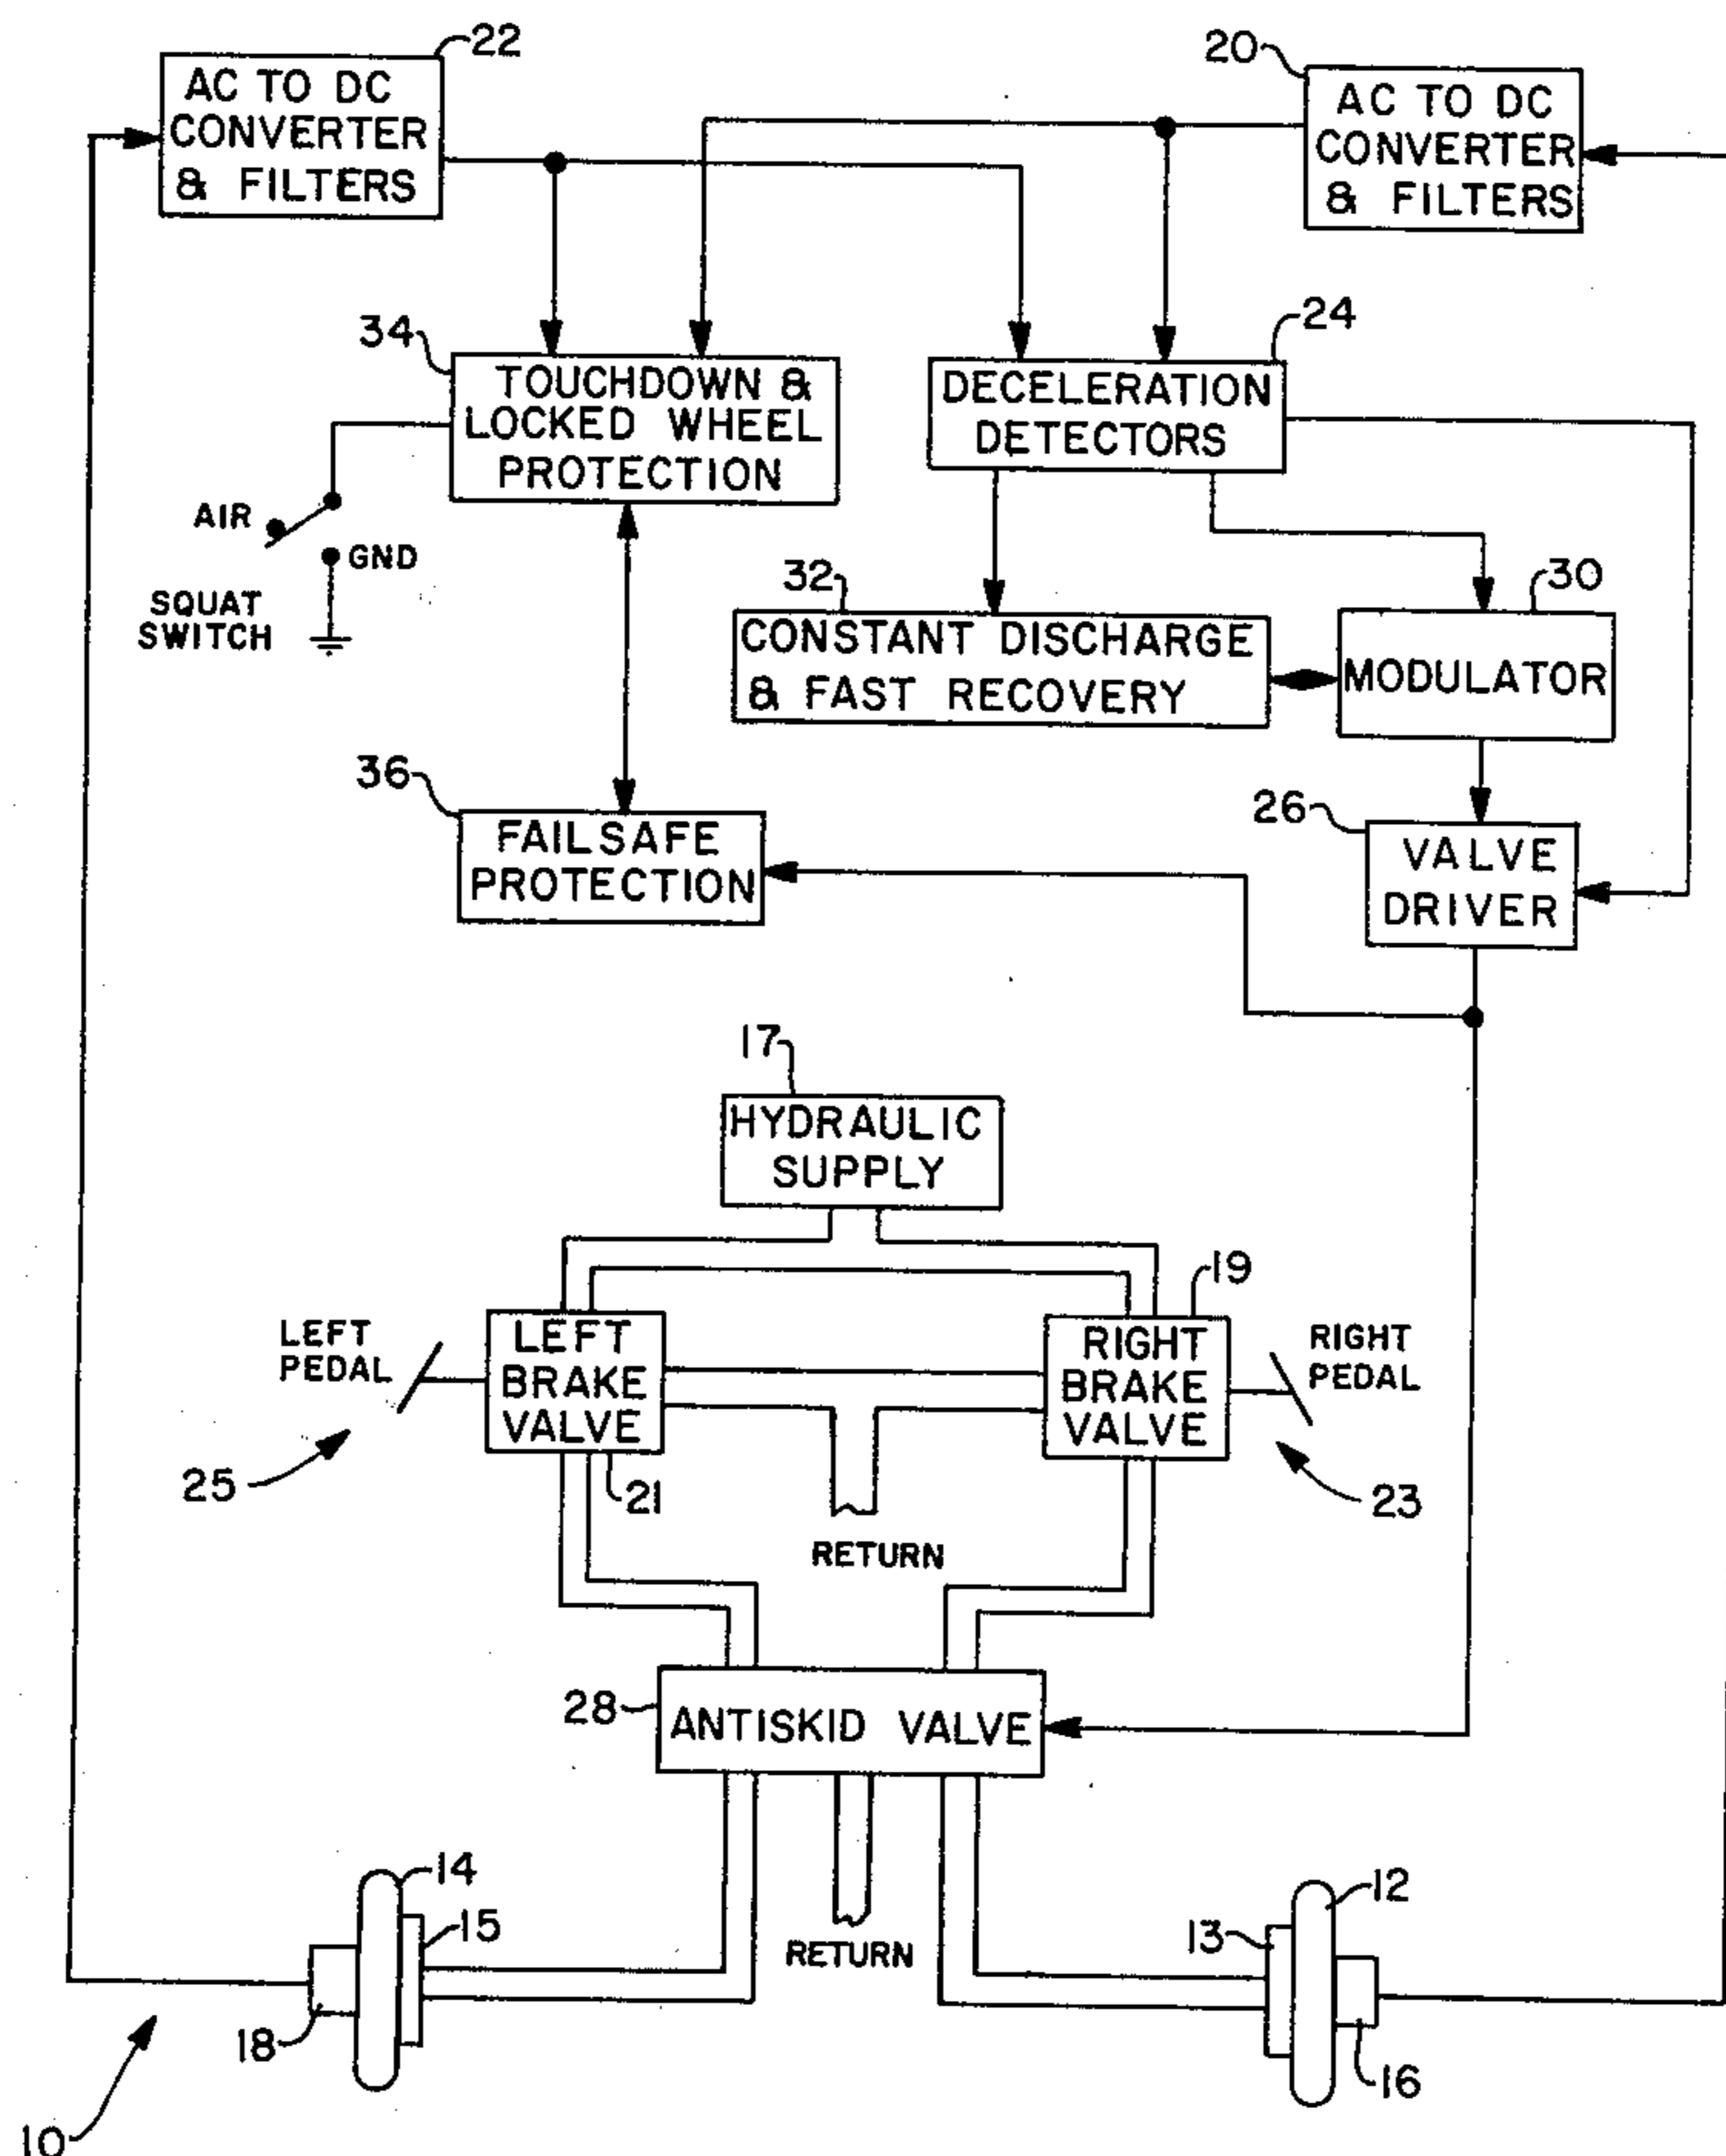 22
AC TO DC
CONVERTER
& FILTERS
20
AC TO DC
CONVERTER
& FILTERS
34
TOUCHDOWN &
LOCKED WHEEL
PROTECTION
24
DECELERATION
DETECTORS
AIR
GND
SQUAT
SWITCH
32
CONSTANT DISCHARGE
& FAST RECOVERY
30
MODULATOR
36
FAILSAFE
PROTECTION
26
VALVE
DRIVER
17
HYDRAULIC
SUPPLY
19
LEFT
PEDAL
LEFT
BRAKE
VALVE
RIGHT
BRAKE
VALVE
RIGHT
PEDAL
25
21
23
RETURN
28
ANTISKID VALVE
14
15
12
13
RETURN
18
16
10